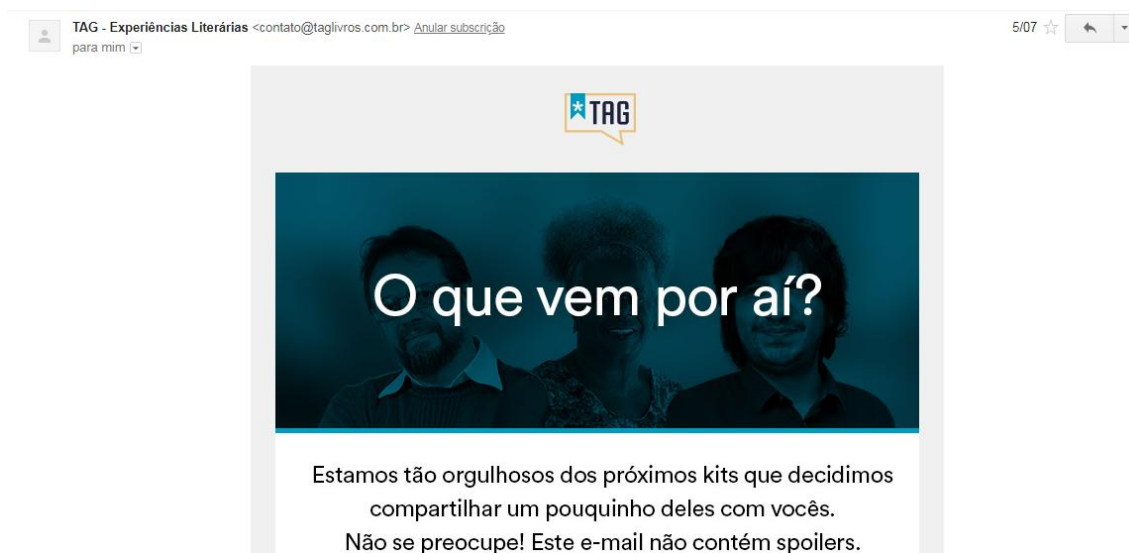 TAG - Experiências Literárias <contato@taglivros.com.br> Anular subscrição
5/07
para mim
TAG
O que vem por aí?
Estamos tão orgulhosos dos próximos kits que decidimos
compartilhar um pouquinho deles com vocês.
Não se preocupe! Este e-mail não contém spoilers.